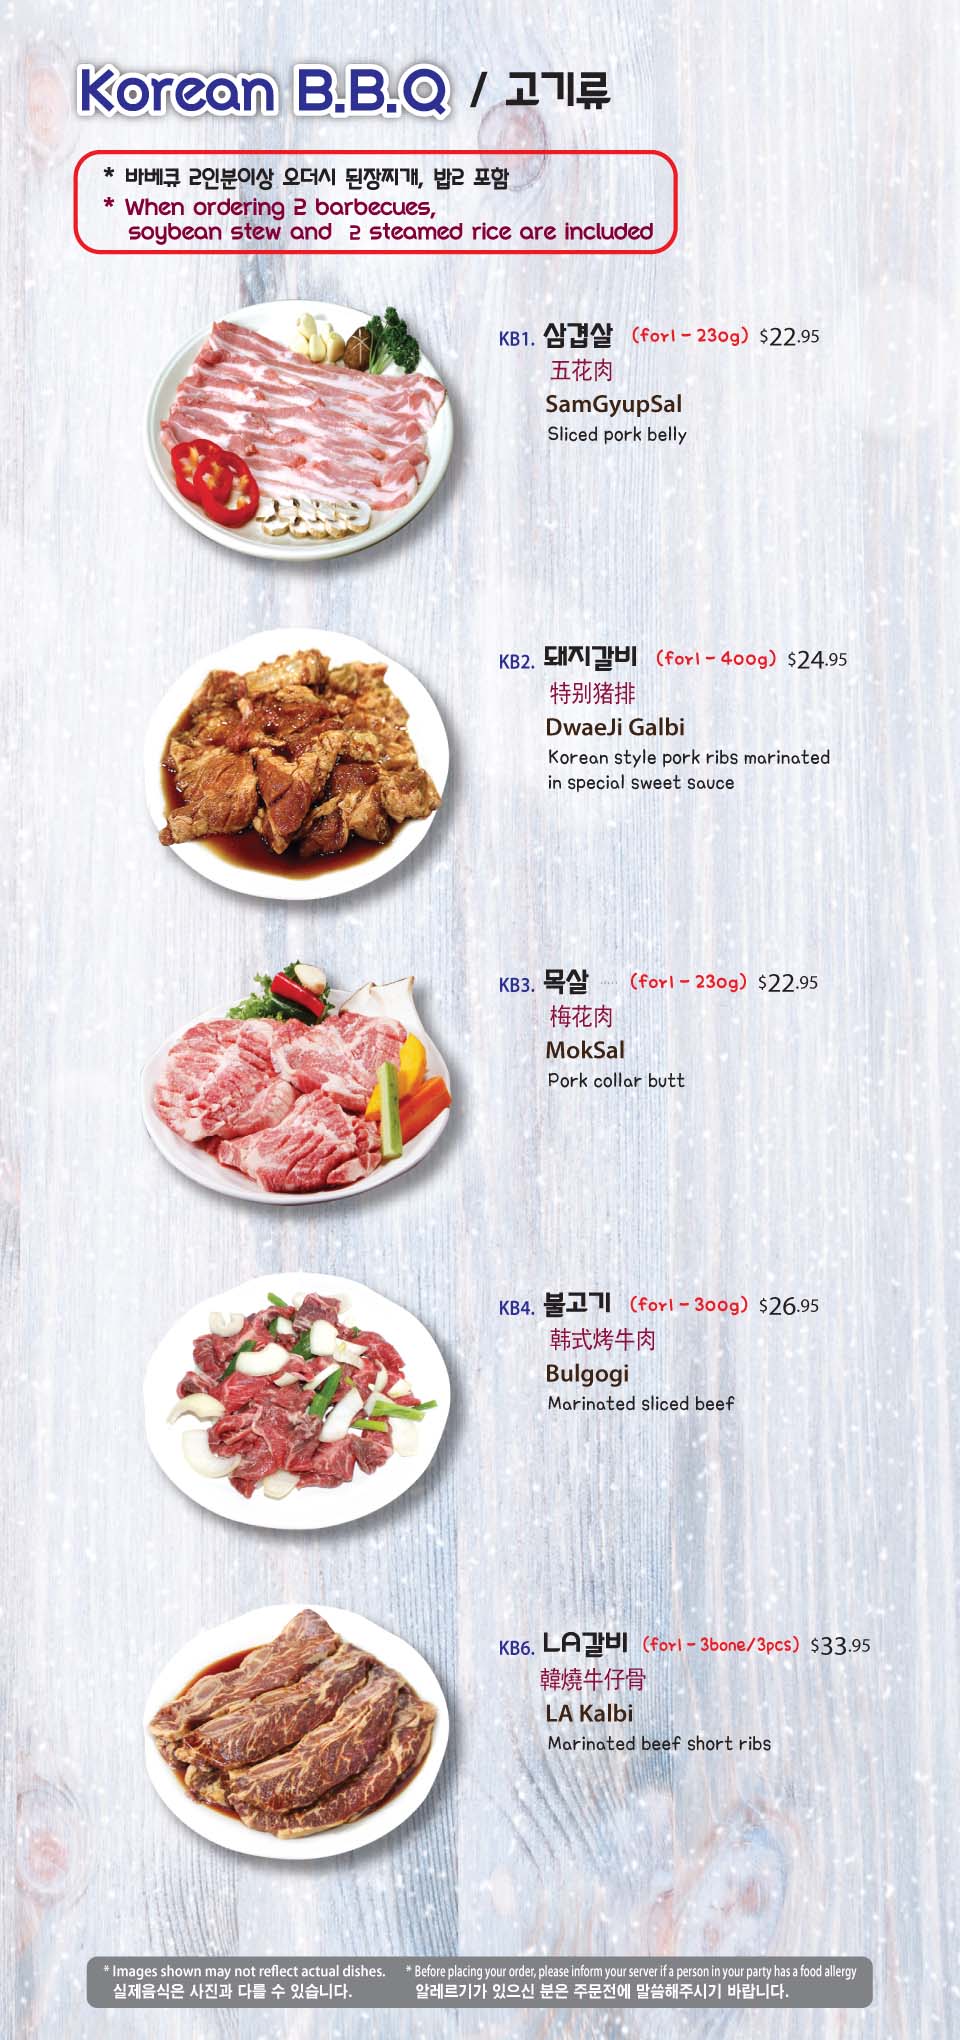 Korean B.B.Q / 고기류
* 바베큐 2인분이상 오더시 된장찌개, 밥2 포함
* When ordering 2 barbecues,
soybean stew and 2 steamed rice are included
KB1. 삼겹살 (for1 - 230g) $22.95
五花肉
SamGyupSal
Sliced pork belly
KB2. 돼지갈비 (for1 - 400g) $24.95
特别猪排
DwaeJi Galbi
Korean style pork ribs marinated
in special sweet sauce
KB3. 목살 ..... (for1 - 230g) $22.95
梅花肉
MokSal
Pork collar butt
KB4. 불고기 (for1 - 300g) $26.95
韩式烤牛肉
Bulgogi
Marinated sliced beef
KB6. LA갈비 (for1 - 3bone/3pcs) $33.95
韓燒牛仔骨
LA Kalbi
Marinated beef short ribs
* Images shown may not reflect actual dishes.
실제음식은 사진과 다를 수 있습니다.
* Before placing your order, please inform your server if a person in your party has a food allergy
알레르기가 있으신 분은 주문전에 말씀해주시기 바랍니다.